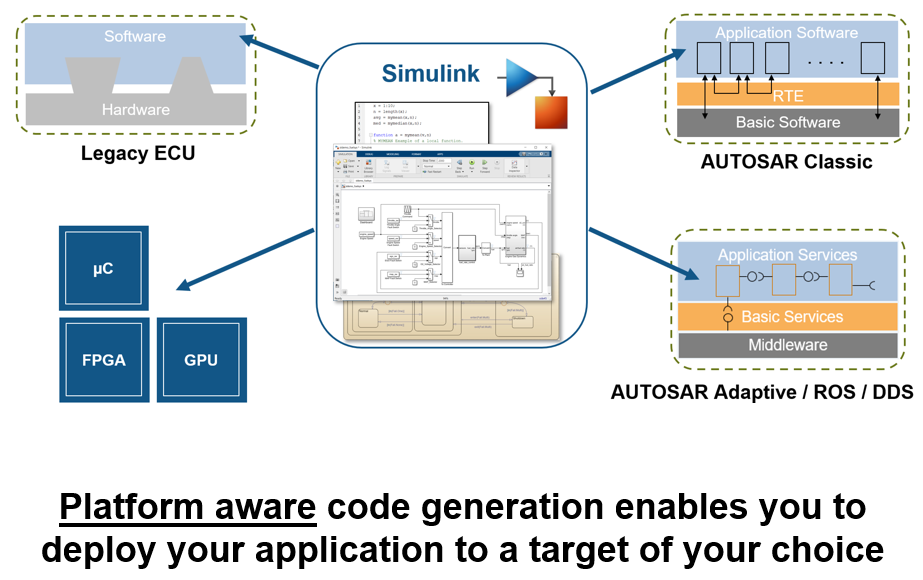 Software
Hardware
Legacy ECU
Simulink
Application Software
. . . .
RTE
Basic Software
AUTOSAR Classic
µC
FPGA
GPU
Application Services
Basic Services
Middleware
AUTOSAR Adaptive / ROS / DDS
Platform aware code generation enables you to
deploy your application to a target of your choice